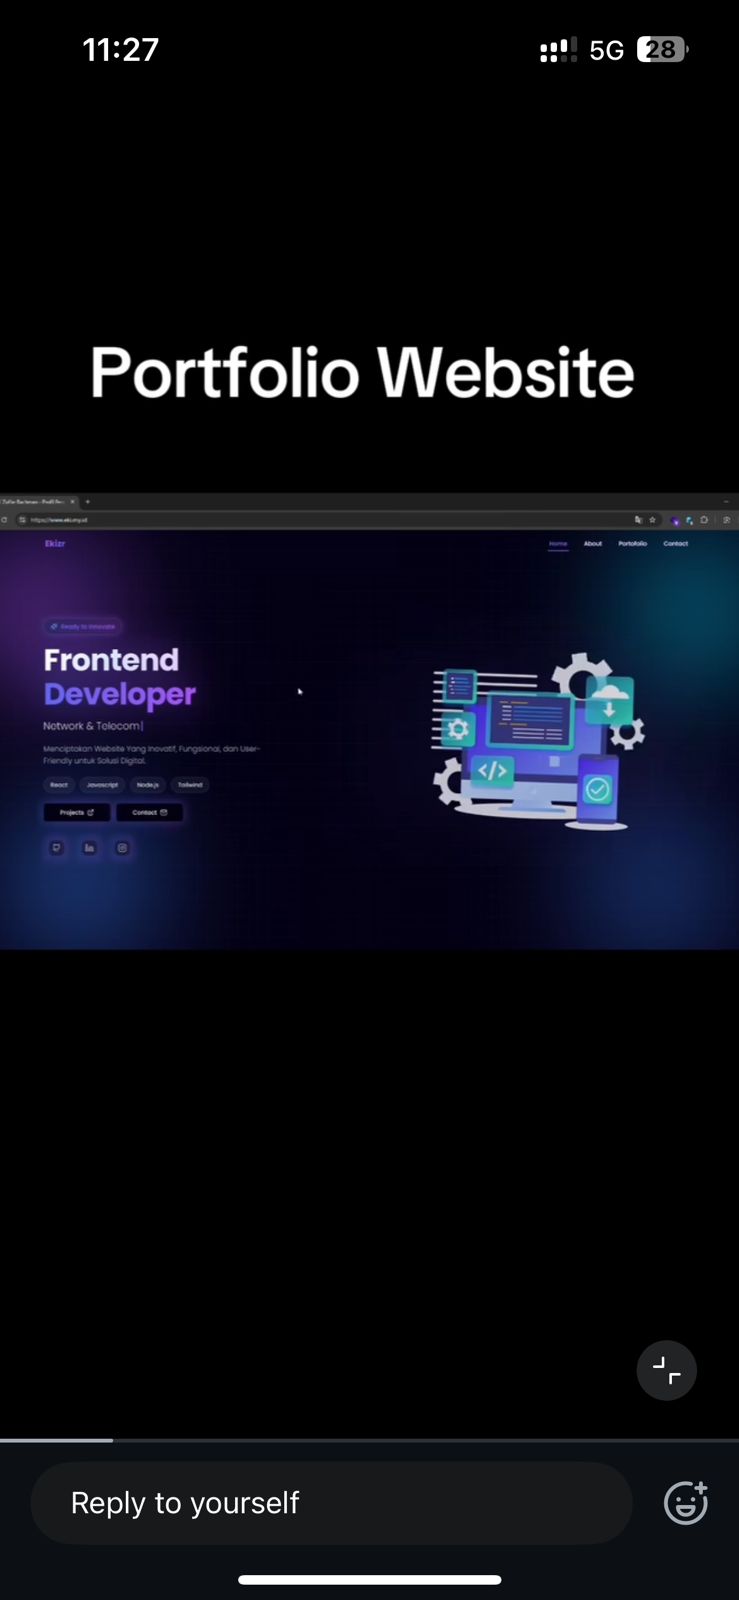 11:27
5G
28
Portfolio Website
https://www.eki.my.id
Ekizr
Home
About
Portofolio
Contact
Ready to Innovate
Frontend
Developer
Network & Telecom|
Menciptakan Website Yang Inovatif, Fungsional, dan User-
Friendly untuk Solusi Digital.
React
Javascript
Node.js
Tailwind
Projects
Contact
</>
Reply to yourself